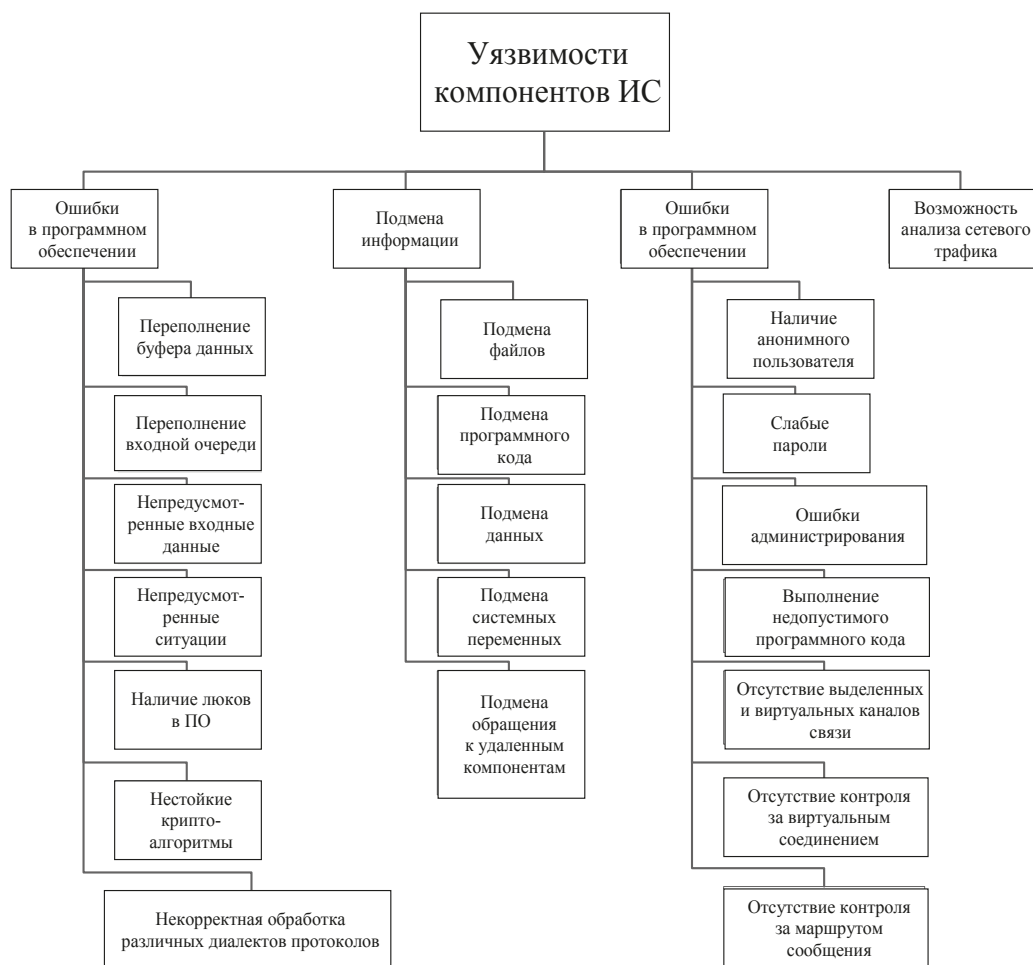 Уязвимости
компонентов ИС
Ошибки
в программном
обеспечении
Подмена
информации
Ошибки
в программном
обеспечении
Возможность
анализа сетевого
трафика
Переполнение
буфера данных
Переполнение
входной очереди
Непредусмот-
ренные входные
данные
Непредусмот-
ренные
ситуации
Наличие люков
в ПО
Нестойкие
крипто-
алгоритмы
Некорректная обработка
различных диалектов протоколов
Подмена
файлов
Подмена
программного
кода
Подмена
данных
Подмена
системных
переменных
Подмена
обращения
к удаленным
компонентам
Наличие
анонимного
пользователя
Слабые
пароли
Ошибки
администрирования
Выполнение
недопустимого
программного кода
Отсутствие выделенных
и виртуальных каналов
связи
Отсутствие контроля
за виртуальным
соединением
Отсутствие контроля
за маршрутом
сообщения